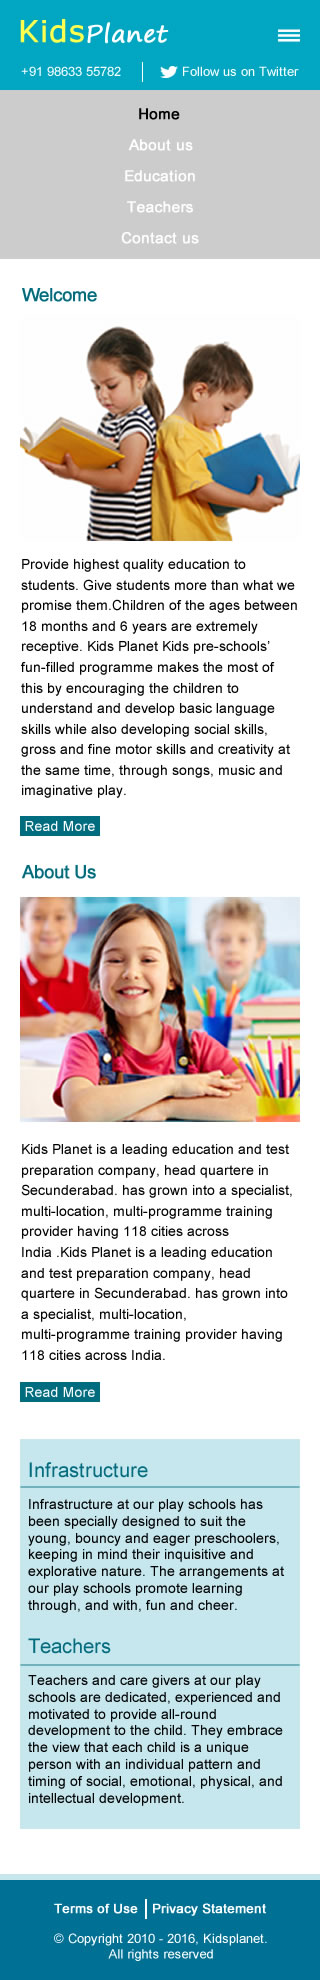 KidsPlanet
+91 98633 55782 Follow us on Twitter
Home
About us
Education
Teachers
Contact us
Welcome
Provide highest quality education to
students. Give students more than what we
promise them.Children of the ages between
18 months and 6 years are extremely
receptive. Kids Planet Kids pre-schools'
fun-filled programme makes the most of
this by encouraging the children to
understand and develop basic language
skills while also developing social skills,
gross and fine motor skills and creativity at
the same time, through songs, music and
imaginative play.
Read More
About Us
Kids Planet is a leading education and test
preparation company, head quartere in
Secunderabad. has grown into a specialist,
multi-location, multi-programme training
provider having 118 cities across
India .Kids Planet is a leading education
and test preparation company, head
quartere in Secunderabad. has grown into
a specialist, multi-location,
multi-programme training provider having
118 cities across India.
Read More
Infrastructure
Infrastructure at our play schools has
been specially designed to suit the
young, bouncy and eager preschoolers,
keeping in mind their inquisitive and
explorative nature. The arrangements at
our play schools promote learning
through, and with, fun and cheer.
Teachers
Teachers and care givers at our play
schools are dedicated, experienced and
motivated to provide all-round
development to the child. They embrace
the view that each child is a unique
person with an individual pattern and
timing of social, emotional, physical, and
intellectual development.
Terms of Use | Privacy Statement
© Copyright 2010 - 2016, Kidsplanet.
All rights reserved